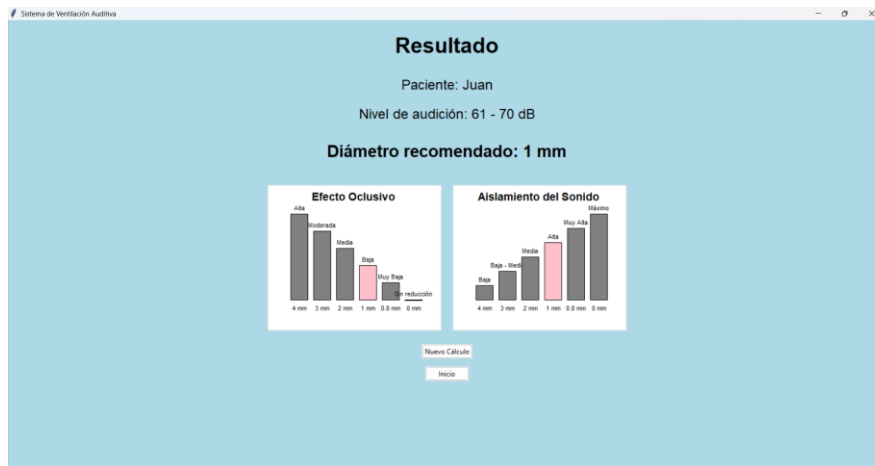 Sistema de Ventilación Auditiva
Resultado
Paciente: Juan
Nivel de audición: 61 - 70 dB
Diámetro recomendado: 1 mm
Efecto Oclusivo
Alta
Moderada
Media
Baja
Muy Baja
Sin reducción
4 mm 3 mm 2 mm 1 mm 0.8 mm 0 mm
Aislamiento del Sonido
Máximo
Muy Alta
Alta
Media
Baja - Medi
Baja
4 mm 3 mm 2 mm 1 mm 0.8 mm 0 mm
Nuevo Cálculo
Inicio